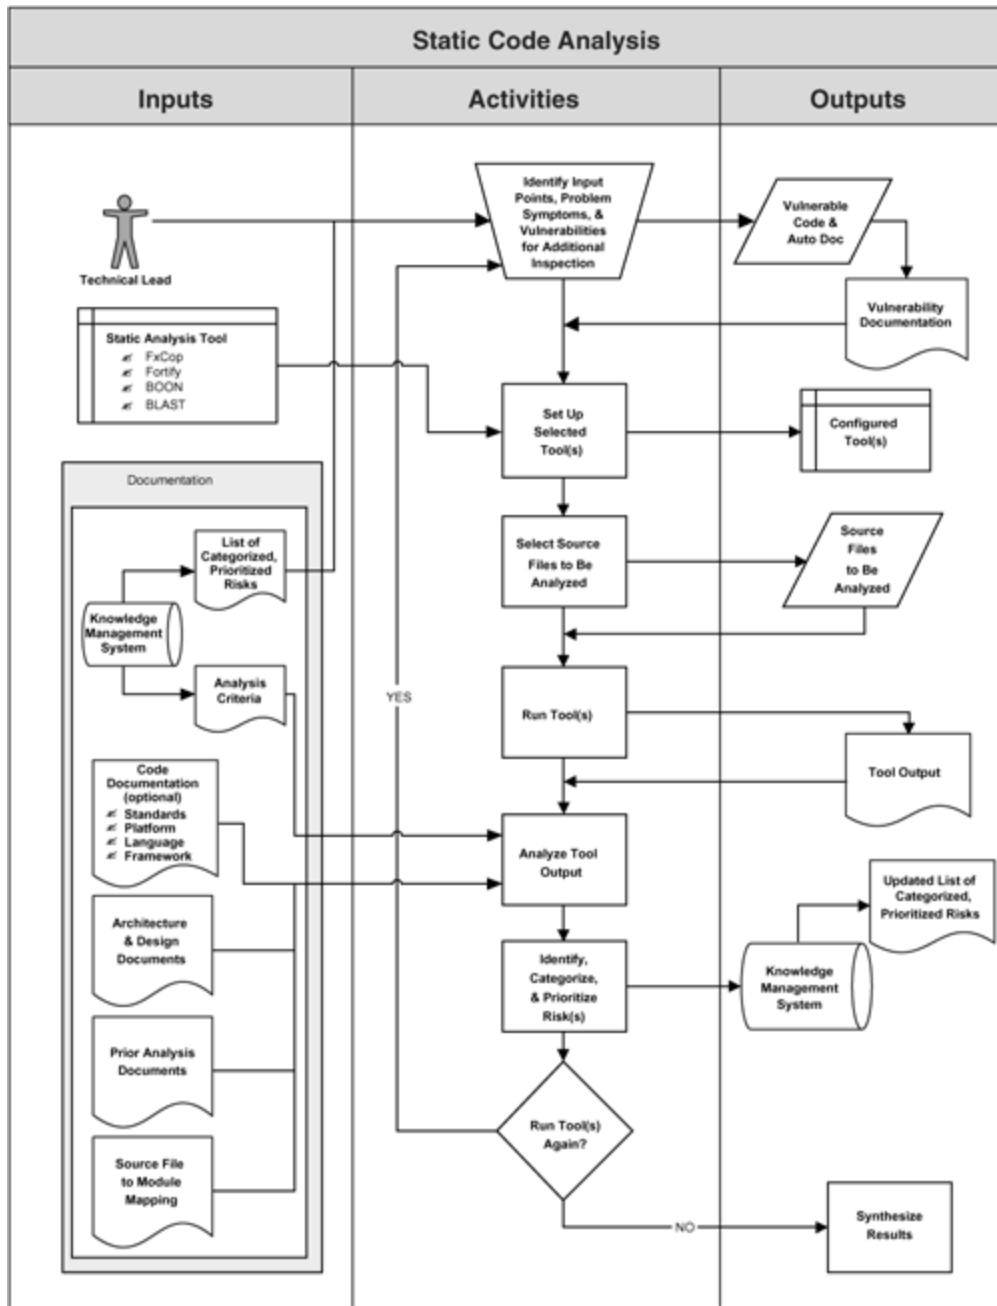 Static Code Analysis
Inputs
Activities
Outputs
Technical Lead
Identify Input
Points, Problem
Symptoms, &
Vulnerabilities
for Additional
Inspection
Vulnerable
Code &
Auto Doc
Vulnerability
Documentation
Static Analysis Tool
FxCop
Fortify
BOON
BLAST
Set Up
Selected
Tool(s)
Configured
Tool(s)
Documentation
List of
Categorized,
Prioritized
Risks
Knowledge
Management
System
Analysis
Criteria
Select Source
Files to Be
Analyzed
Source
Files
to Be
Analyzed
YES
Run Tool(s)
Tool Output
Code
Documentation
(optional)
Standards
Platform
Language
Framework
Analyze Tool
Output
Updated List of
Categorized,
Prioritized Risks
Architecture
& Design
Documents
Identify,
Categorize,
& Prioritize
Risk(s)
Knowledge
Management
System
Prior Analysis
Documents
Run Tool(s)
Again?
Source File
to Module
Mapping
NO
Synthesize
Results